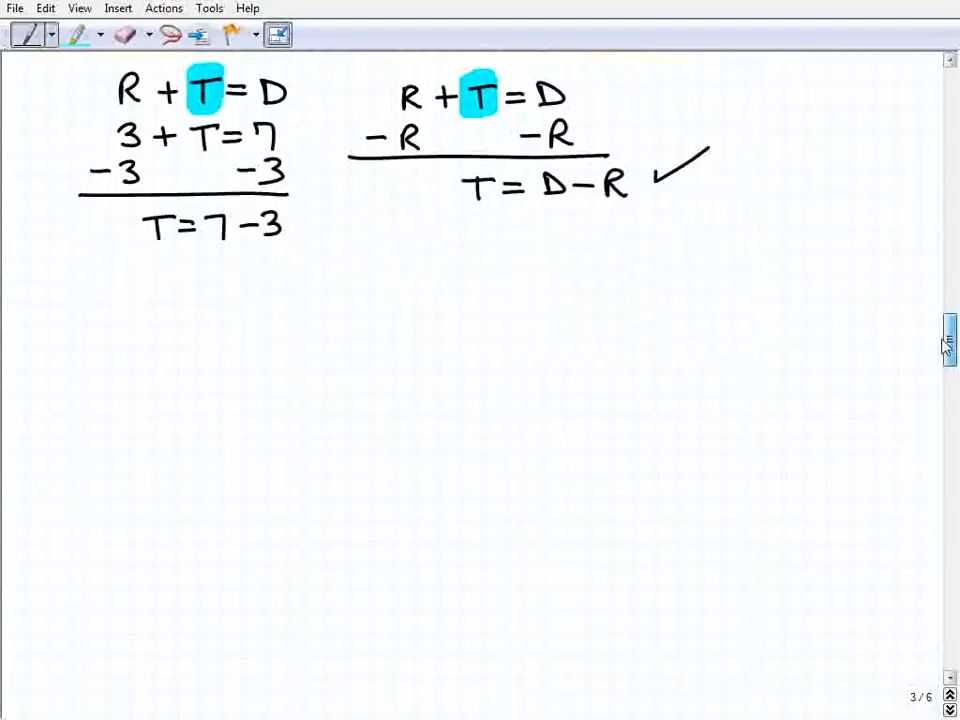 File Edit View Insert Actions Tools Help
R + T = D
3 + T = 7
-3 -3
T = 7 - 3
R + T = D
- R - R
T = D - R ✓
3 / 6